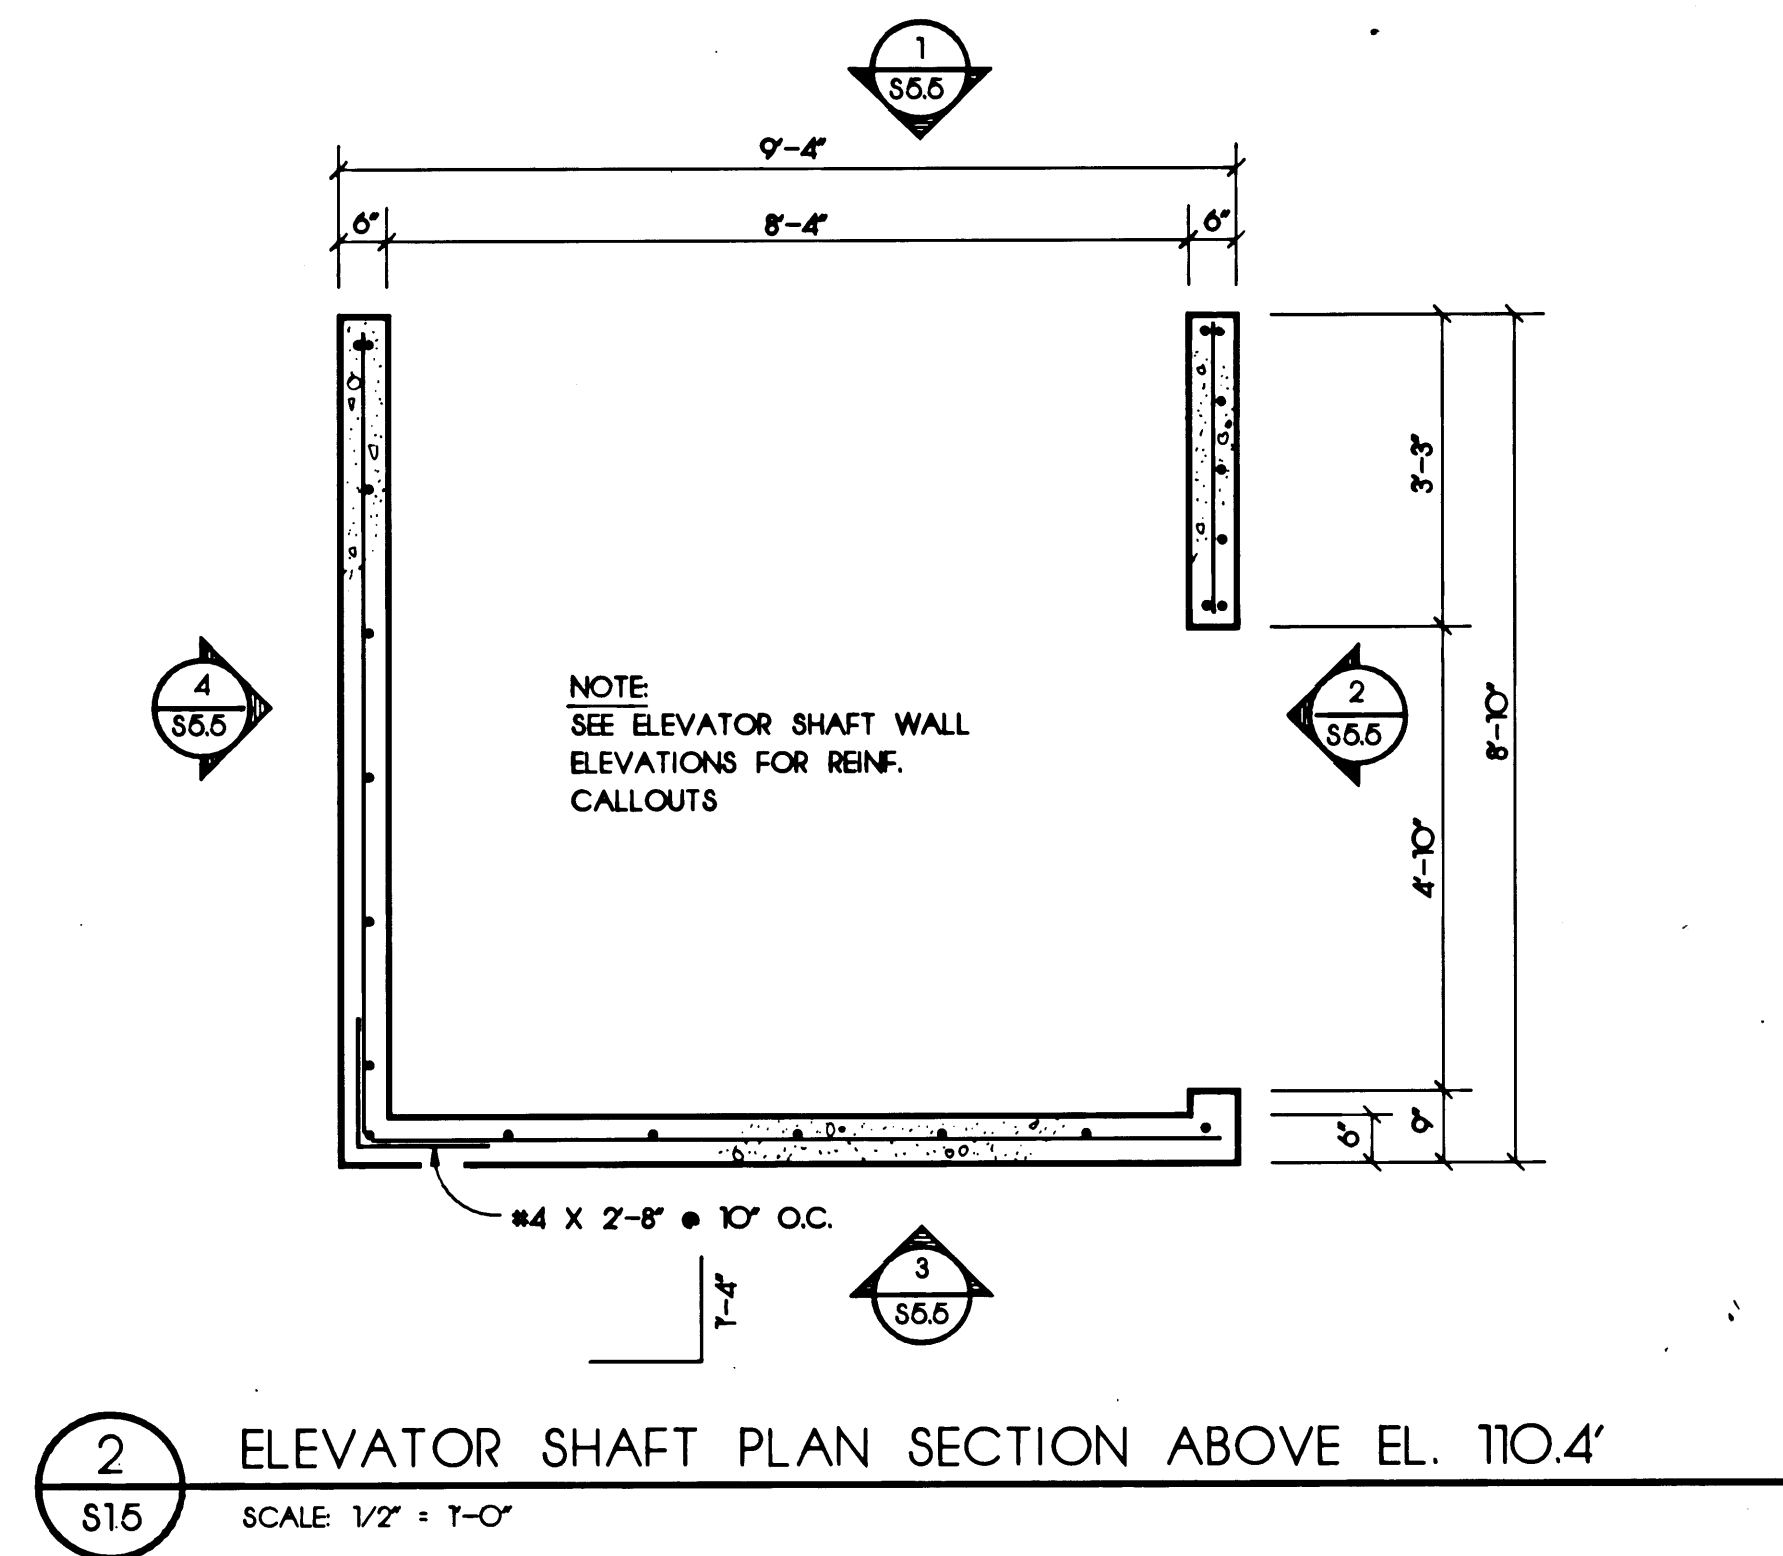 1
S5.5
9'-4"
6"
8'-4"
6"
3'-3"
4
S5.5
NOTE:
SEE ELEVATOR SHAFT WALL
ELEVATIONS FOR REINF.
CALLOUTS
2
S5.5
8'-10"
4'-10"
6"
9"
#4 X 2'-8" @ 10" O.C.
1'-4"
3
S5.5
2
S1.5
ELEVATOR SHAFT PLAN SECTION ABOVE EL. 110.4'
SCALE: 1/2" = 1'-0"